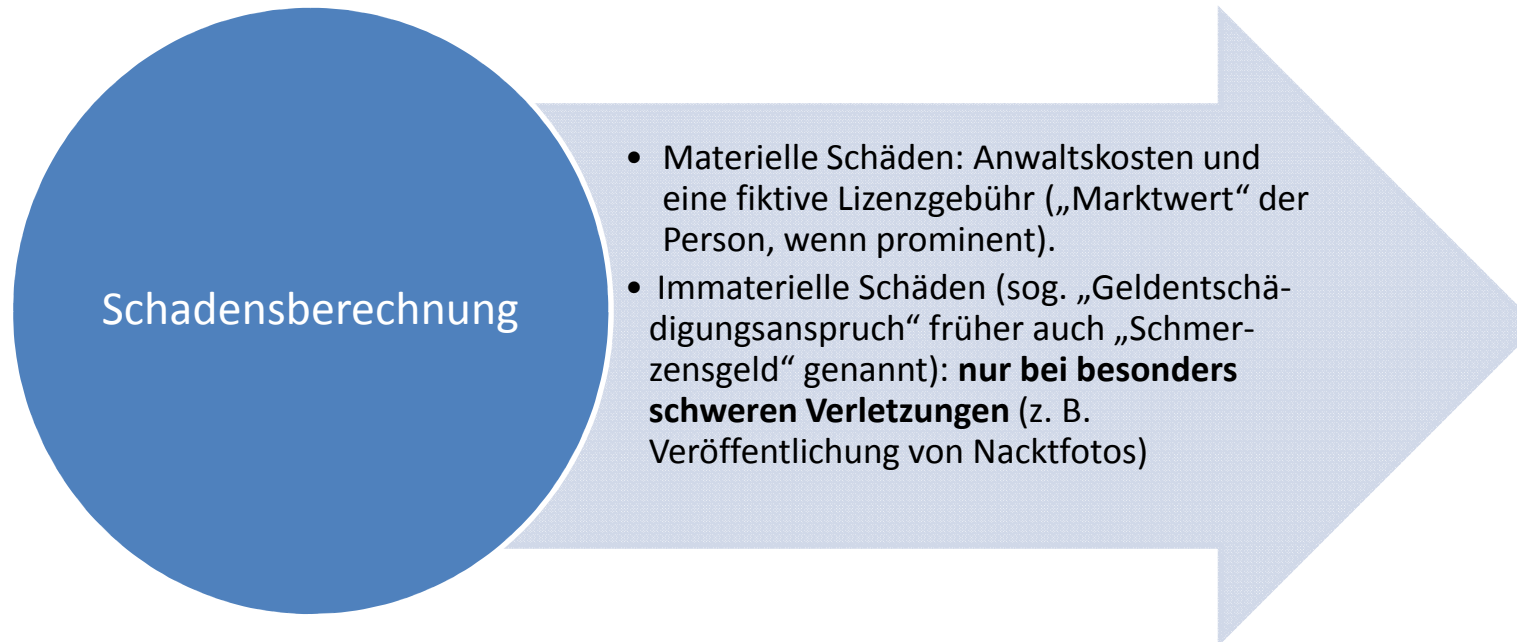 Schadensberechnung
• Materielle Schäden: Anwaltskosten und
eine fiktive Lizenzgebühr („Marktwert“ der
Person, wenn prominent).
• Immaterielle Schäden (sog. „Geldentschä-
digungsanspruch“ früher auch „Schmer-
zensgeld“ genannt): nur bei besonders
schweren Verletzungen (z. B.
Veröffentlichung von Nacktfotos)